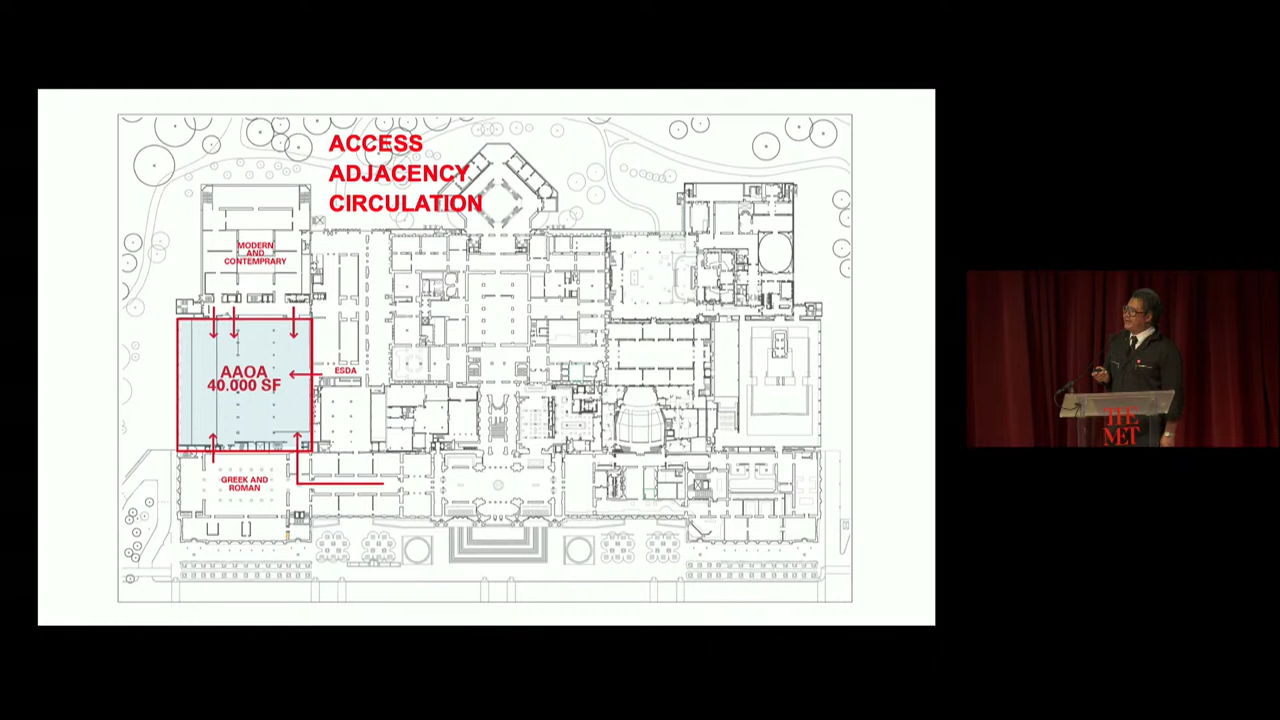 ACCESS
ADJACENCY
CIRCULATION
MODERN
AND
CONTEMPRARY
AAOA
40.000 SF
ESDA
GREEK AND
ROMAN
THE
MET